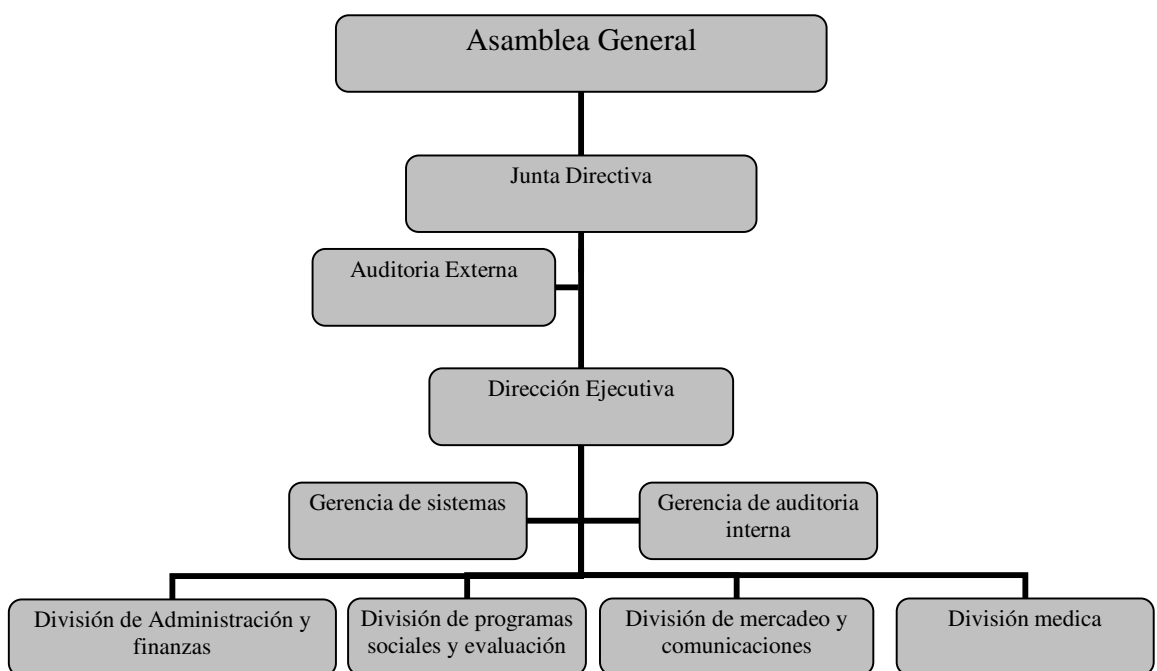 Asamblea General
Junta Directiva
Auditoria Externa
Dirección Ejecutiva
Gerencia de sistemas
Gerencia de auditoria
interna
División de Administración y
finanzas
División de programas
sociales y evaluación
División de mercadeo y
comunicaciones
División medica